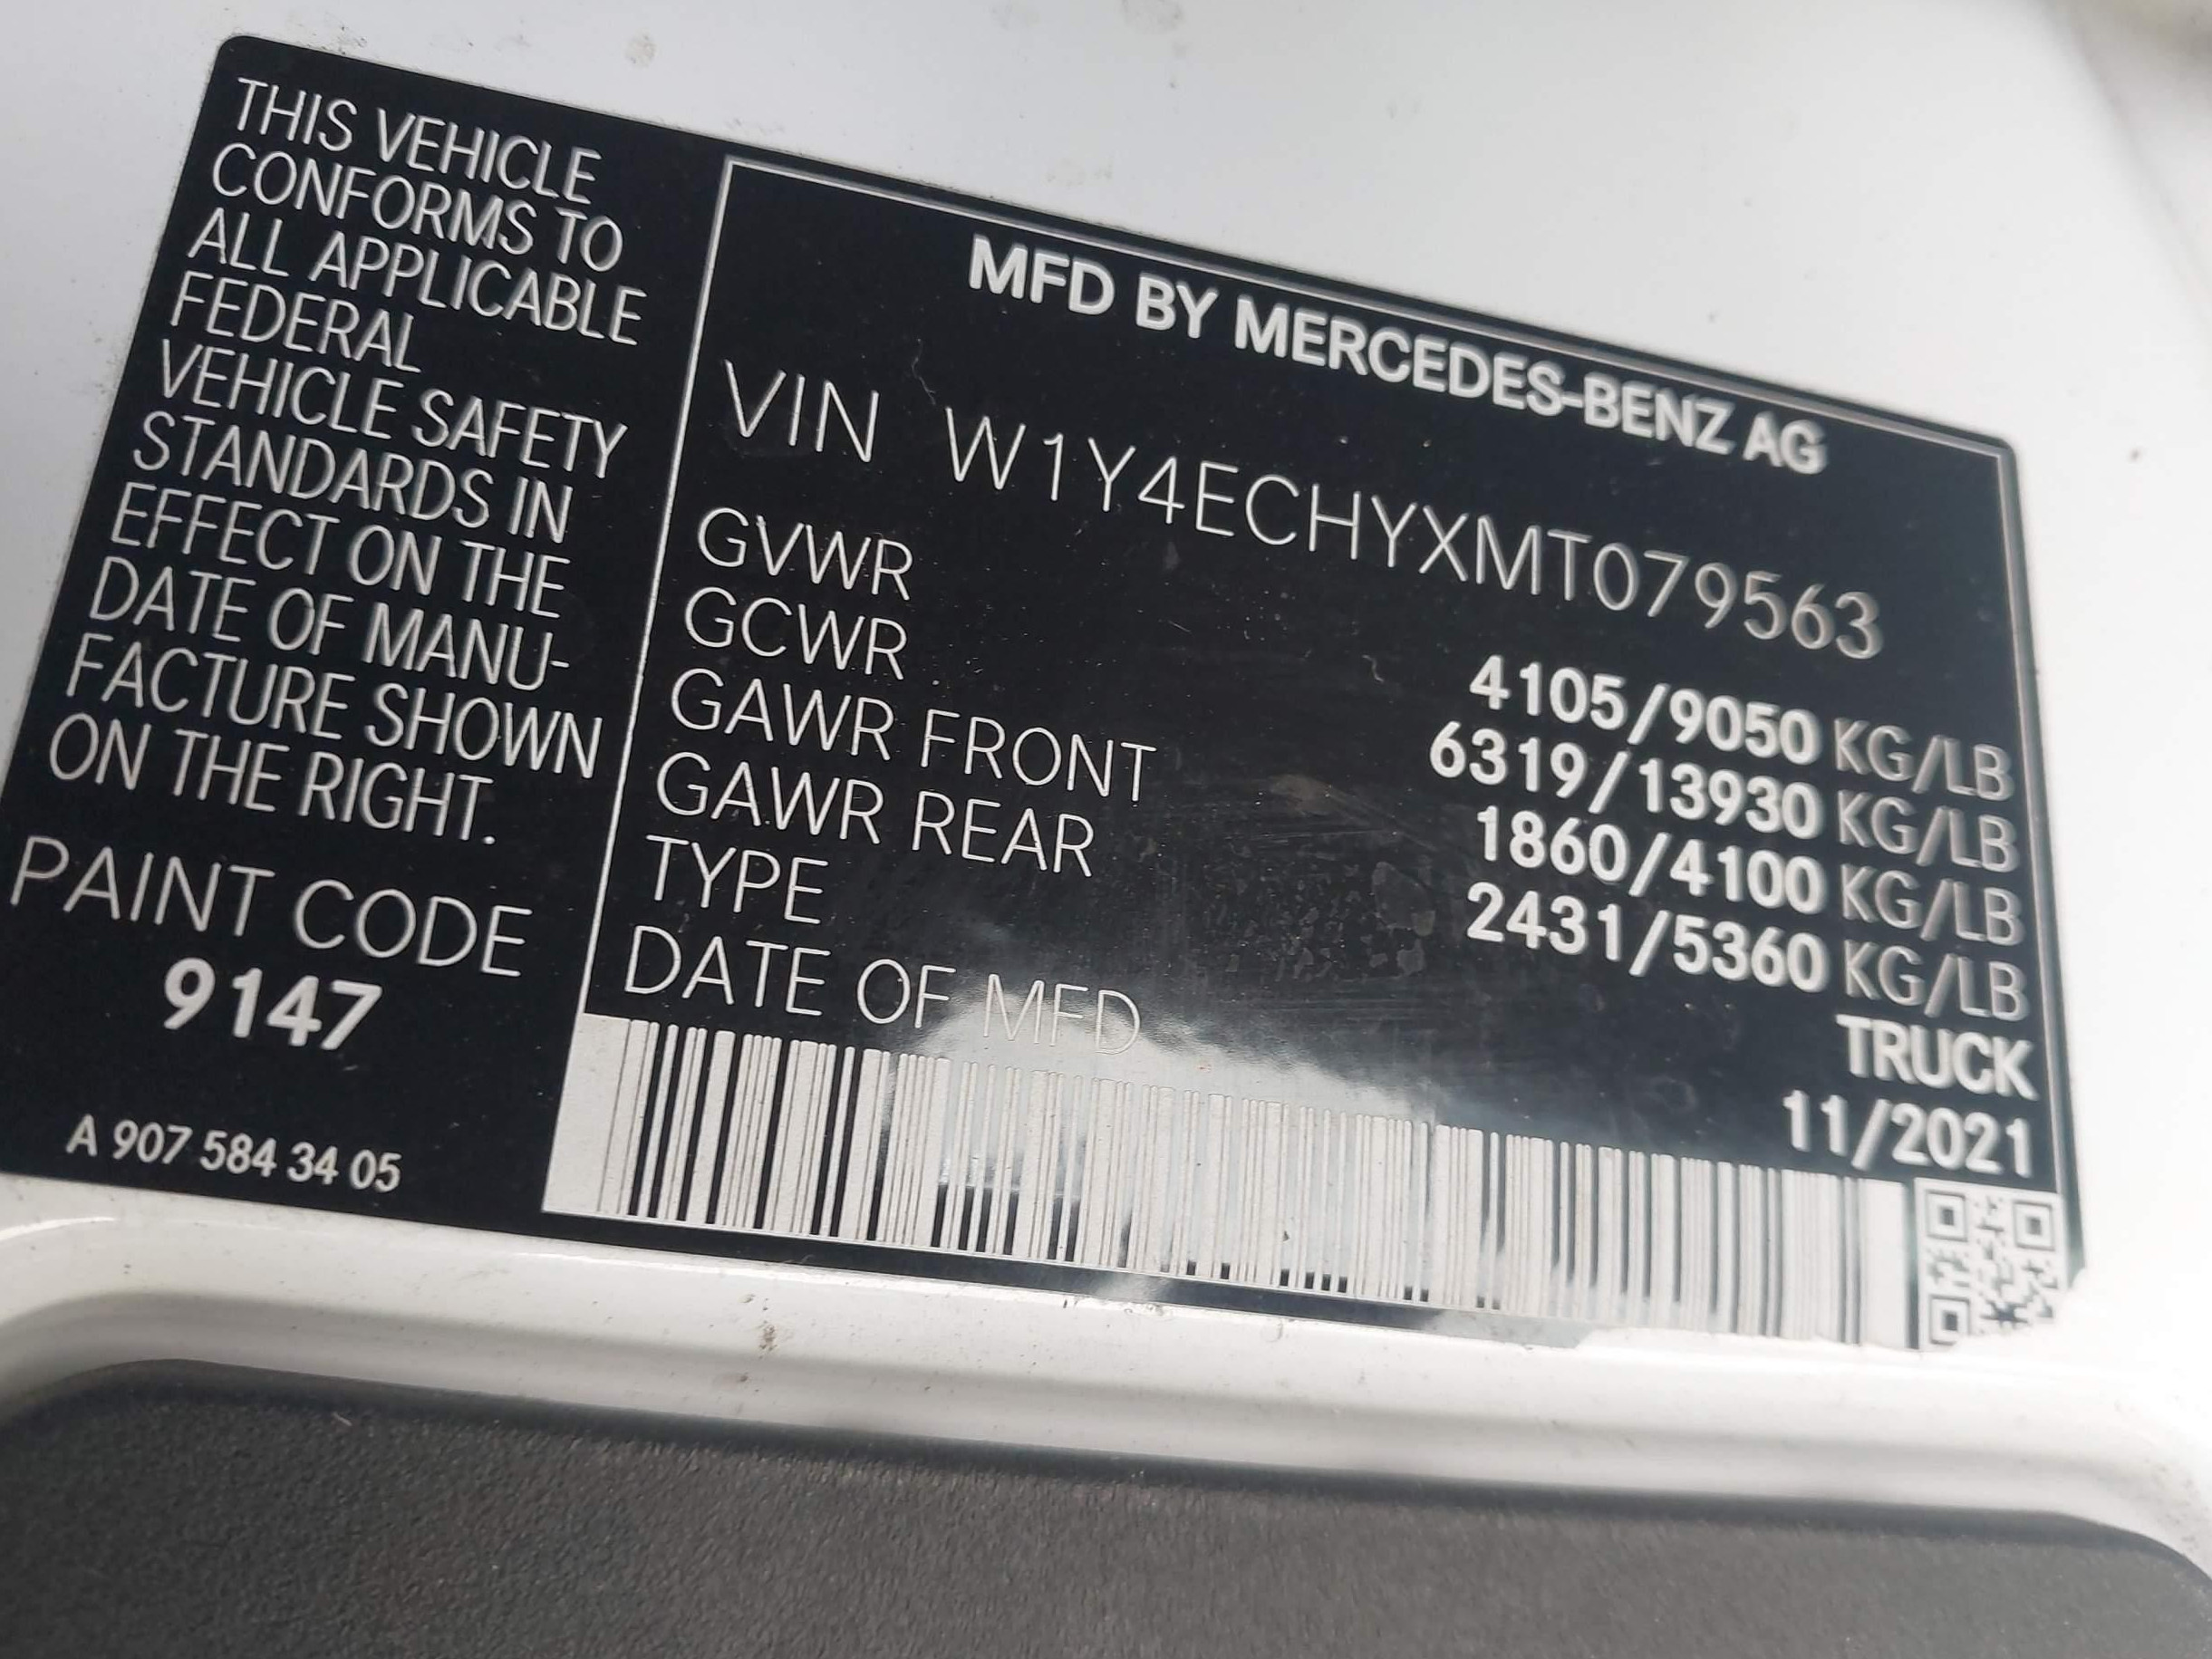 THIS VEHICLE
CONFORMS TO
ALL APPLICABLE
FEDERAL
VEHICLE SAFETY
STANDARDS IN
EFFECT ON THE
DATE OF MANU-
FACTURE SHOWN
ON THE RIGHT.
PAINT CODE
9147
A 907 584 34 05
MFD BY MERCEDES-BENZ AG
VIN W1Y4ECHYXMT079563
GVWR 4105/9050 KG/LB
GCWR 6319/13930 KG/LB
GAWR FRONT 1860/4100 KG/LB
GAWR REAR 2431/5360 KG/LB
TYPE TRUCK
DATE OF MFD 11/2021